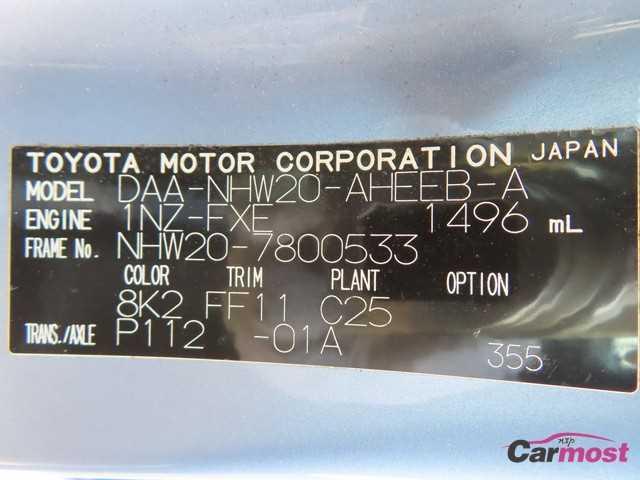 TOYOTA MOTOR CORPORATION JAPAN
MODEL DAA-NHW20-AHEEB-A
ENGINE 1NZ-FXE 1496 mL
FRAME No. NHW20-7800533
COLOR TRIM PLANT OPTION
8K2 FF11 C25
TRANS./AXLE P112 -01A
355
nxp
Carmost